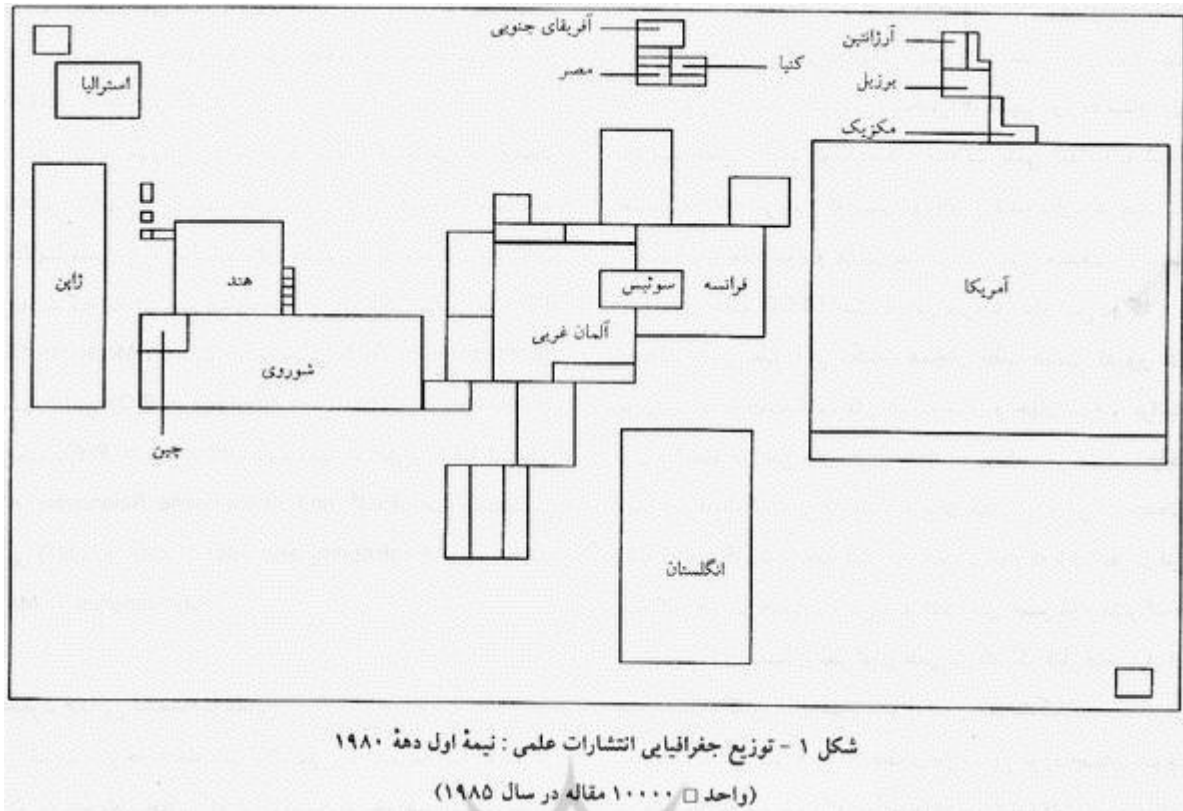 آفریقای جنوبی
آرژانتین
کنیا
مصر
برزیل
مکزیک
استرالیا
ژاپن
هند
سوئیس
فرانسه
آمریکا
آلمان غربی
شوروی
چین
انگلستان
شکل ۱ - توزیع جغرافیایی انتشارات علمی : نیمهٔ اول دههٔ ۱۹۸۰
(واحد □ ۱۰۰۰۰ مقاله در سال ۱۹۸۵)